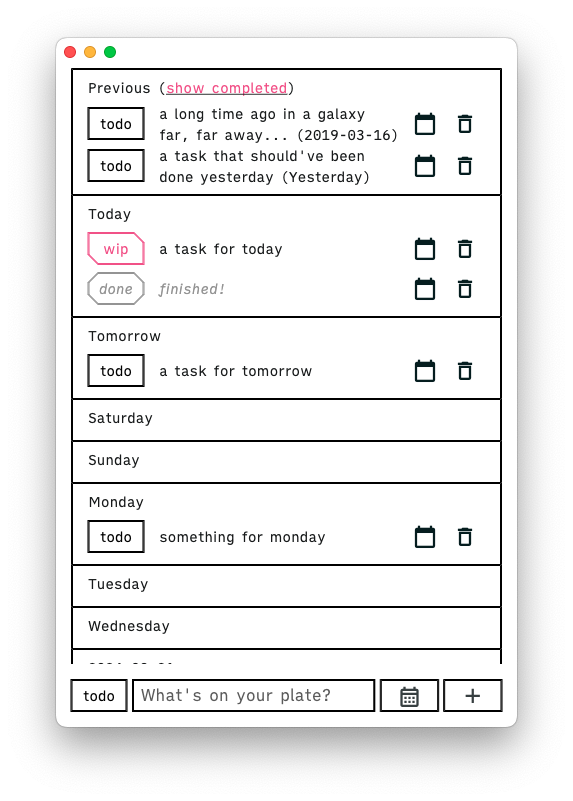 Previous (show completed)
todo
a long time ago in a galaxy
far, far away... (2019-03-16)
todo
a task that should've been
done yesterday (Yesterday)
Today
wip a task for today
done finished!
Tomorrow
todo a task for tomorrow
Saturday
Sunday
Monday
todo something for monday
Tuesday
Wednesday
todo What's on your plate? +